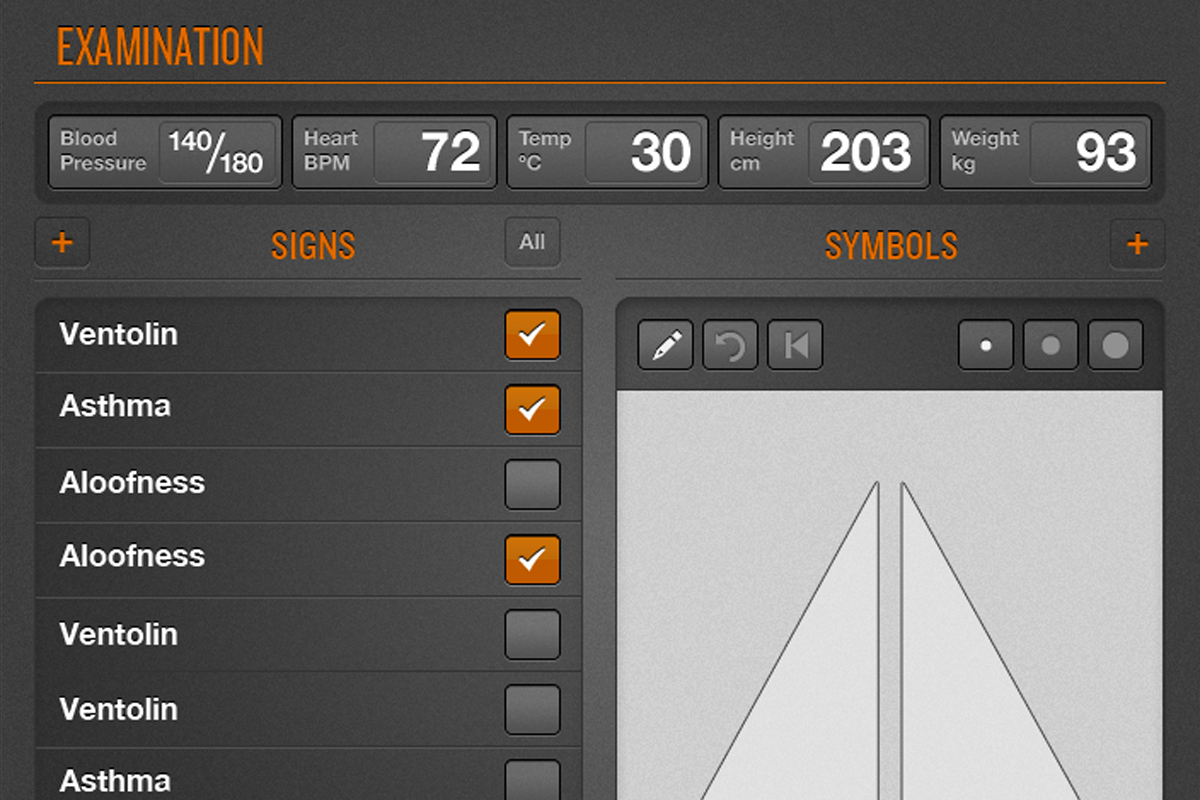 EXAMINATION
Blood Pressure 140/180
Heart BPM 72
Temp °C 30
Height cm 203
Weight kg 93
+ SIGNS All
SYMBOLS +
Ventolin
Asthma
Aloofness
Aloofness
Ventolin
Ventolin
Asthma